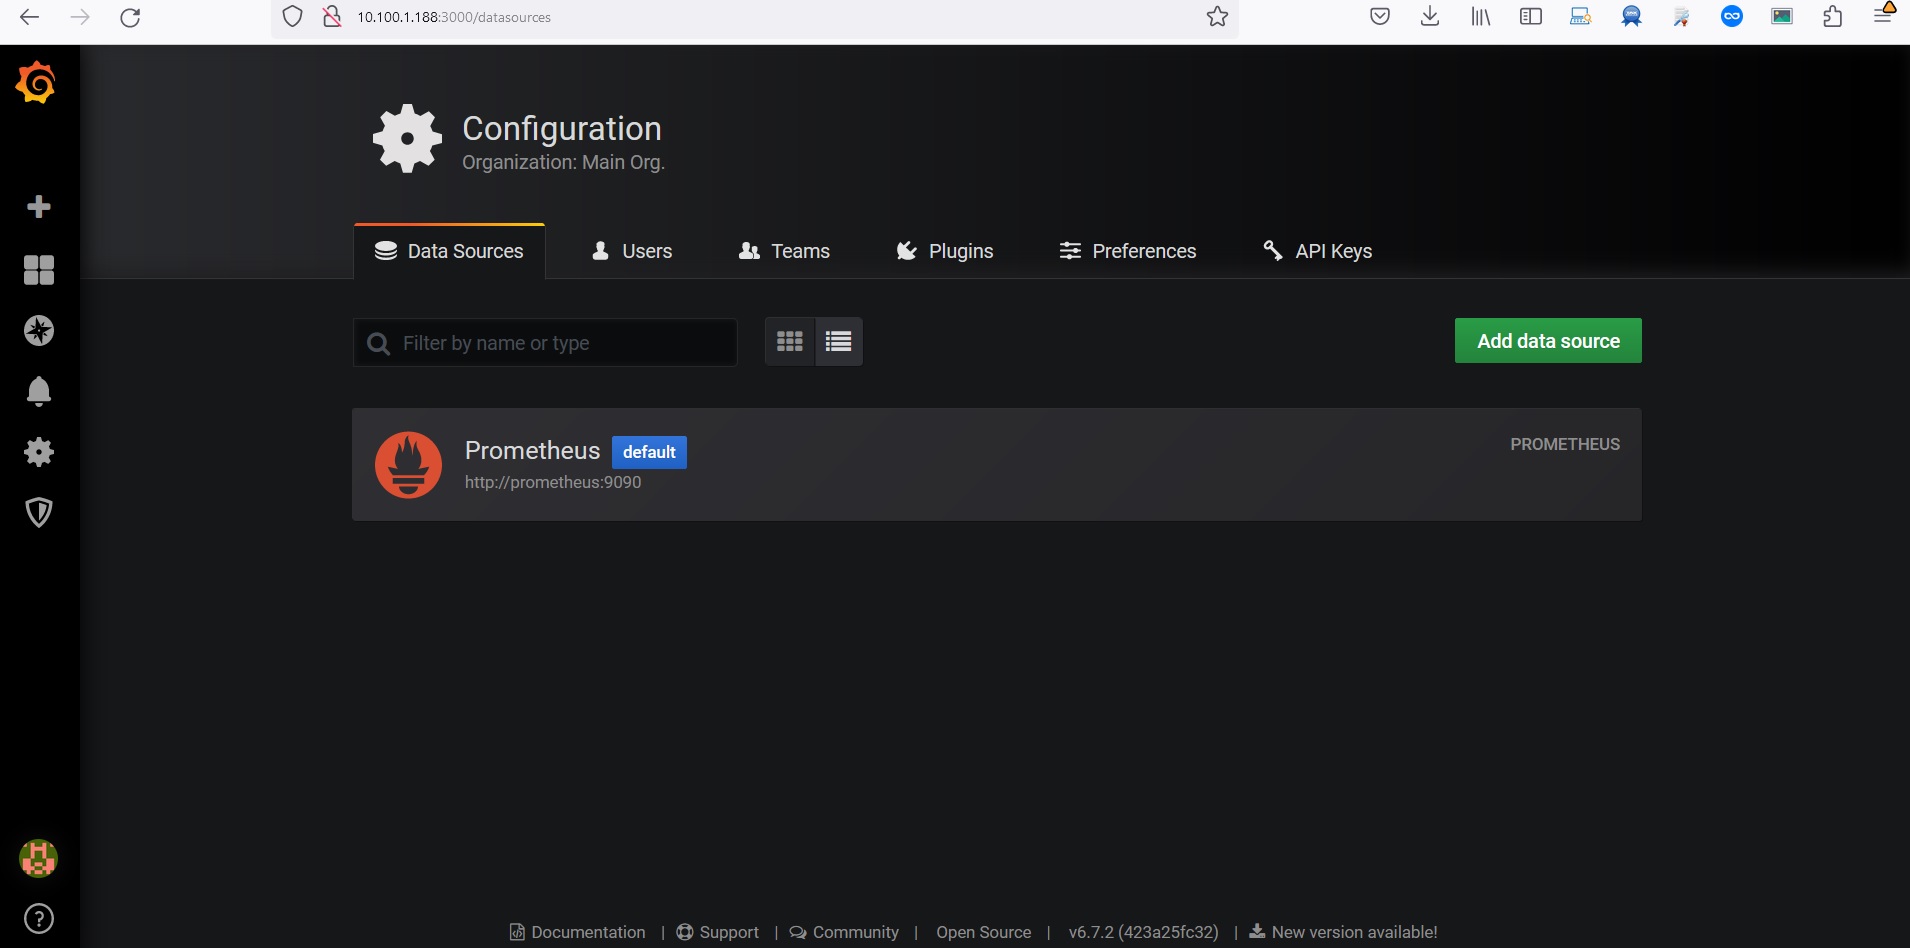 10.100.1.188:3000/datasources
Configuration
Organization: Main Org.
Data Sources
Users
Teams
Plugins
Preferences
API Keys
Filter by name or type
Add data source
Prometheus
default
PROMETHEUS
http://prometheus:9090
Documentation | Support | Community | Open Source | v6.7.2 (423a25fc32) | New version available!